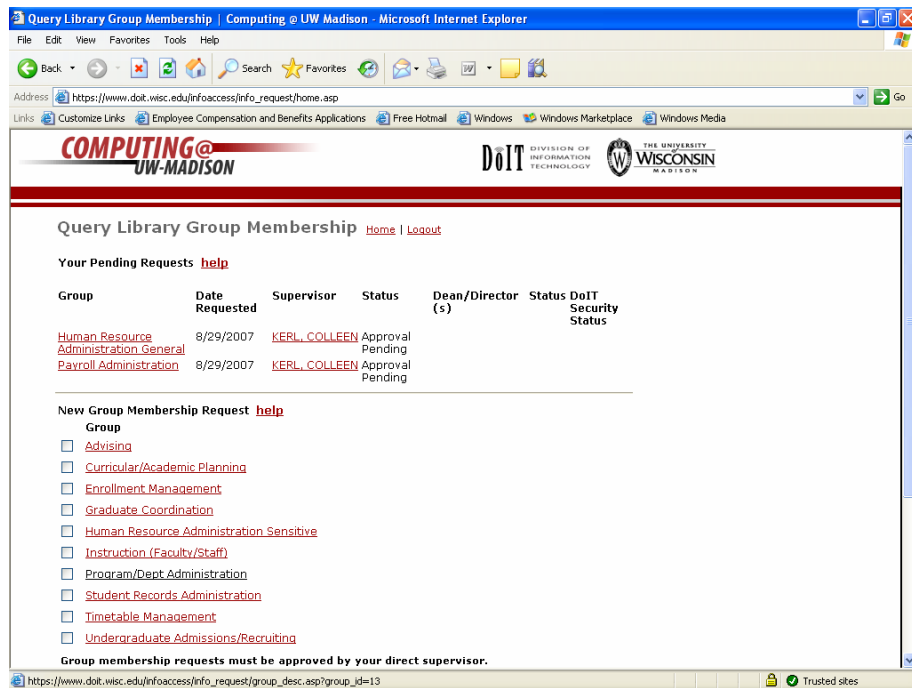 Query Library Group Membership | Computing @ UW Madison - Microsoft Internet Explorer
File Edit View Favorites Tools Help
Back Search Favorites
Address https://www.doit.wisc.edu/infoaccess/info_request/home.asp Go
Links Customize Links Employee Compensation and Benefits Applications Free Hotmail Windows Windows Marketplace Windows Media
COMPUTING@
UW-MADISON
DoIT DIVISION OF INFORMATION TECHNOLOGY
THE UNIVERSITY
WISCONSIN
MADISON
Query Library Group Membership Home | Logout
Your Pending Requests help
Group Date Requested Supervisor Status Dean/Director (s) Status DoIT Security Status
Human Resource Administration General 8/29/2007 KERL, COLLEEN Approval Pending
Payroll Administration 8/29/2007 KERL, COLLEEN Approval Pending
New Group Membership Request help
Group
Advising
Curricular/Academic Planning
Enrollment Management
Graduate Coordination
Human Resource Administration Sensitive
Instruction (Faculty/Staff)
Program/Dept Administration
Student Records Administration
Timetable Management
Undergraduate Admissions/Recruiting
Group membership requests must be approved by your direct supervisor.
https://www.doit.wisc.edu/infoaccess/info_request/group_desc.asp?group_id=13 Trusted sites